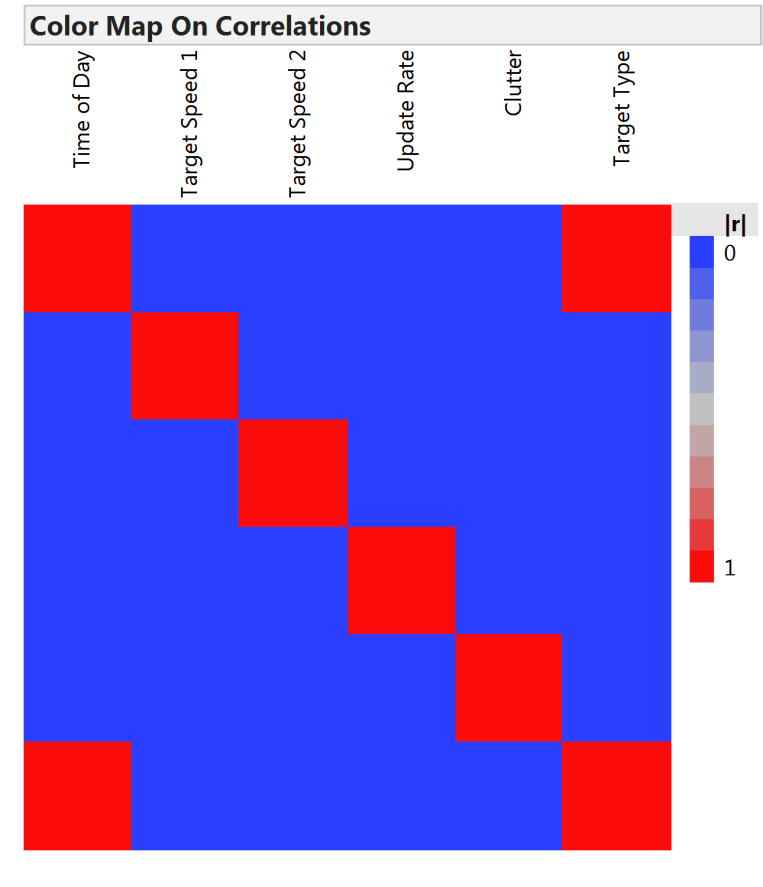 Color Map On Correlations
Time of Day
Target Speed 1
Target Speed 2
Update Rate
Clutter
Target Type
|r|
0
1